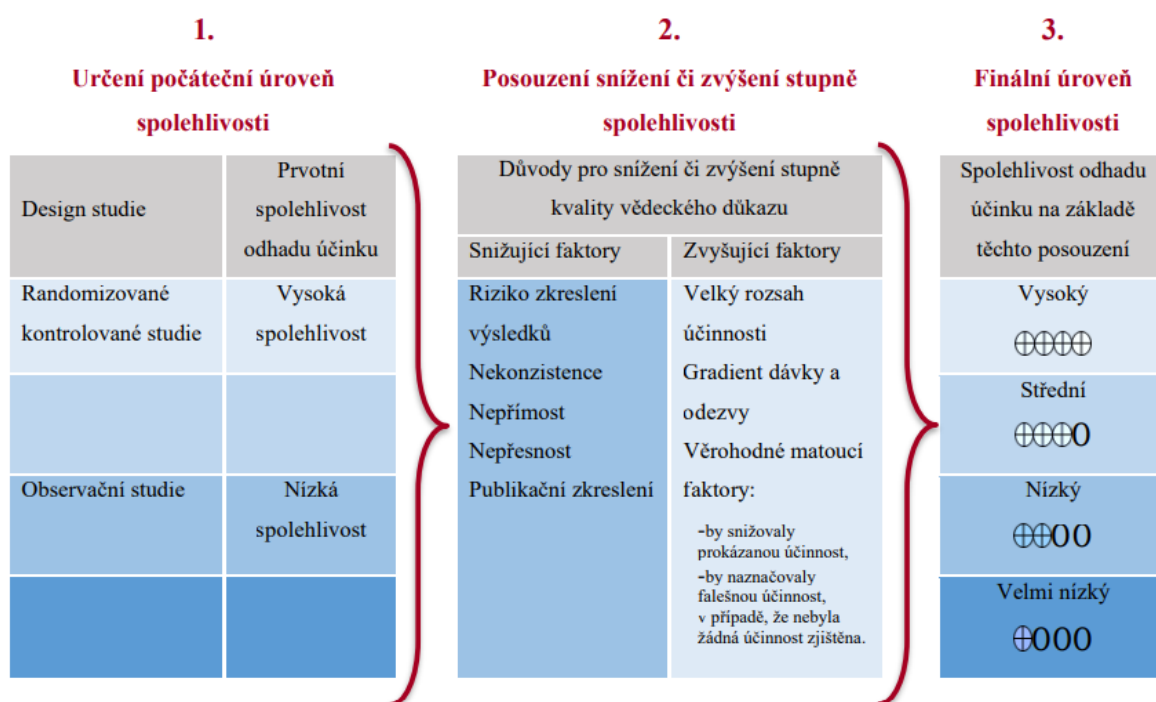 1.
Určení počáteční úroveň
spolehlivosti
Design studie
Prvotní
spolehlivost
odhadu účinku
Randomizované
kontrolované studie
Vysoká
spolehlivost
Observační studie
Nízká
spolehlivost
2.
Posouzení snížení či zvýšení stupně
spolehlivosti
Důvody pro snížení či zvýšení stupně
kvality vědeckého důkazu
Snižující faktory
Riziko zkreslení
výsledků
Nekonzistence
Nepřímost
Nepřesnost
Publikační zkreslení
Zvyšující faktory
Velký rozsah
účinnosti
Gradient dávky a
odezvy
Věrohodné matoucí
faktory:
-by snižovaly
prokázanou účinnost,
-by naznačovaly
falešnou účinnost,
v případě, že nebyla
žádná účinnost zjištěna.
3.
Finální úroveň
spolehlivosti
Spolehlivost odhadu
účinku na základě
těchto posouzení
Vysoký
⨁⨁⨁⨁
Střední
⨁⨁⨁O
Nízký
⨁⨁OO
Velmi nízký
⨁OOO